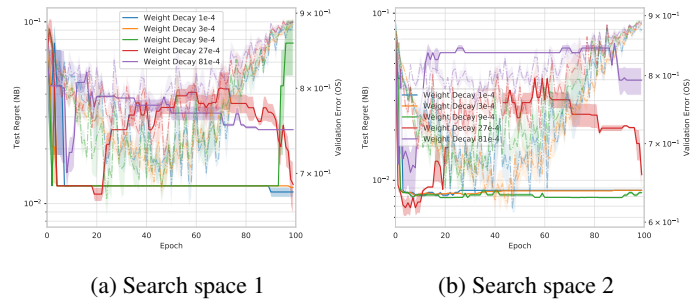 Weight Decay 1e-4
Weight Decay 3e-4
Weight Decay 9e-4
Weight Decay 27e-4
Weight Decay 81e-4
Test Regret (NB)
10⁻¹
10⁻²
0 20 40 60 80 100
Epoch
9 × 10⁻¹
8 × 10⁻¹
7 × 10⁻¹
Validation Error (OS)
(a) Search space 1
Weight Decay 1e-4
Weight Decay 3e-4
Weight Decay 9e-4
Weight Decay 27e-4
Weight Decay 81e-4
Test Regret (NB)
10⁻¹
10⁻²
0 20 40 60 80 100
Epoch
9 × 10⁻¹
8 × 10⁻¹
7 × 10⁻¹
6 × 10⁻¹
Validation Error (OS)
(b) Search space 2